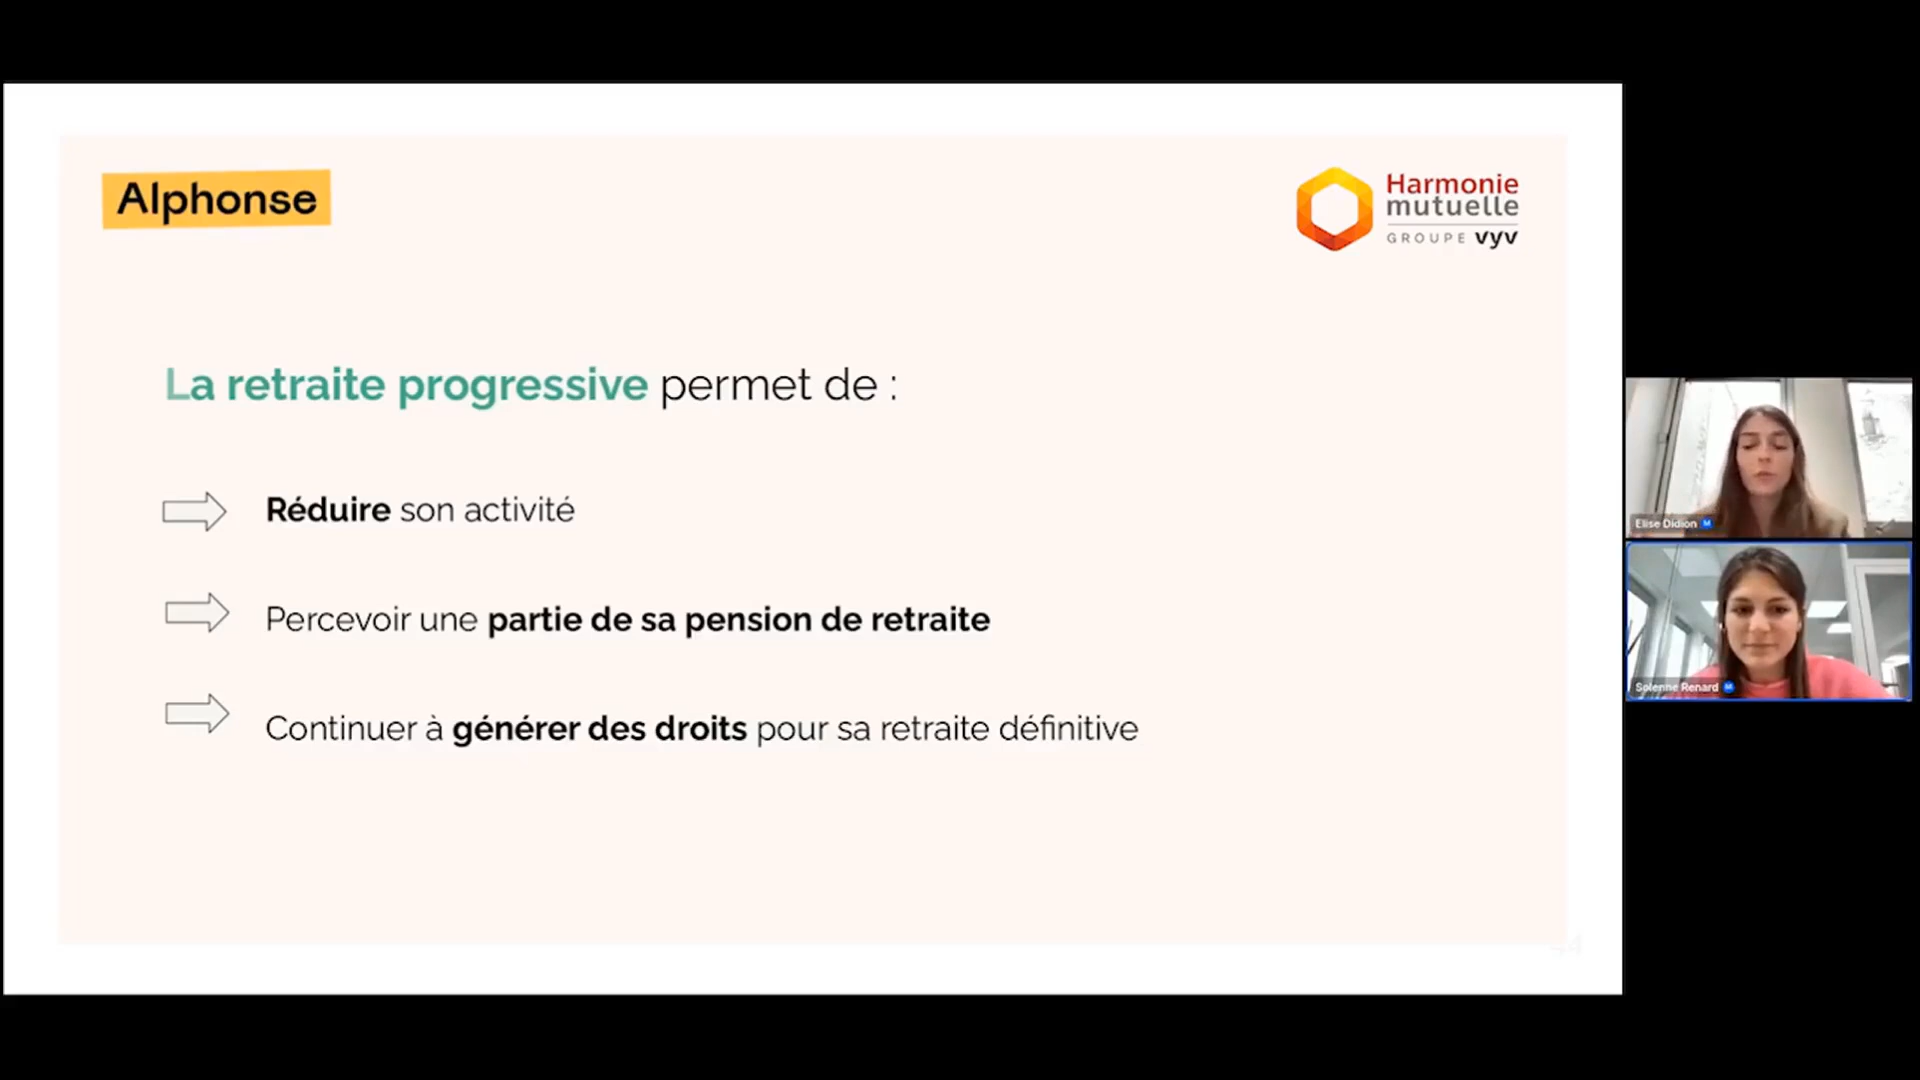 Alphonse
Harmonie
mutuelle
GROUPE vyv
La retraite progressive permet de :
Réduire son activité
Percevoir une partie de sa pension de retraite
Continuer à générer des droits pour sa retraite définitive
Elise Didion
Solenne Renard